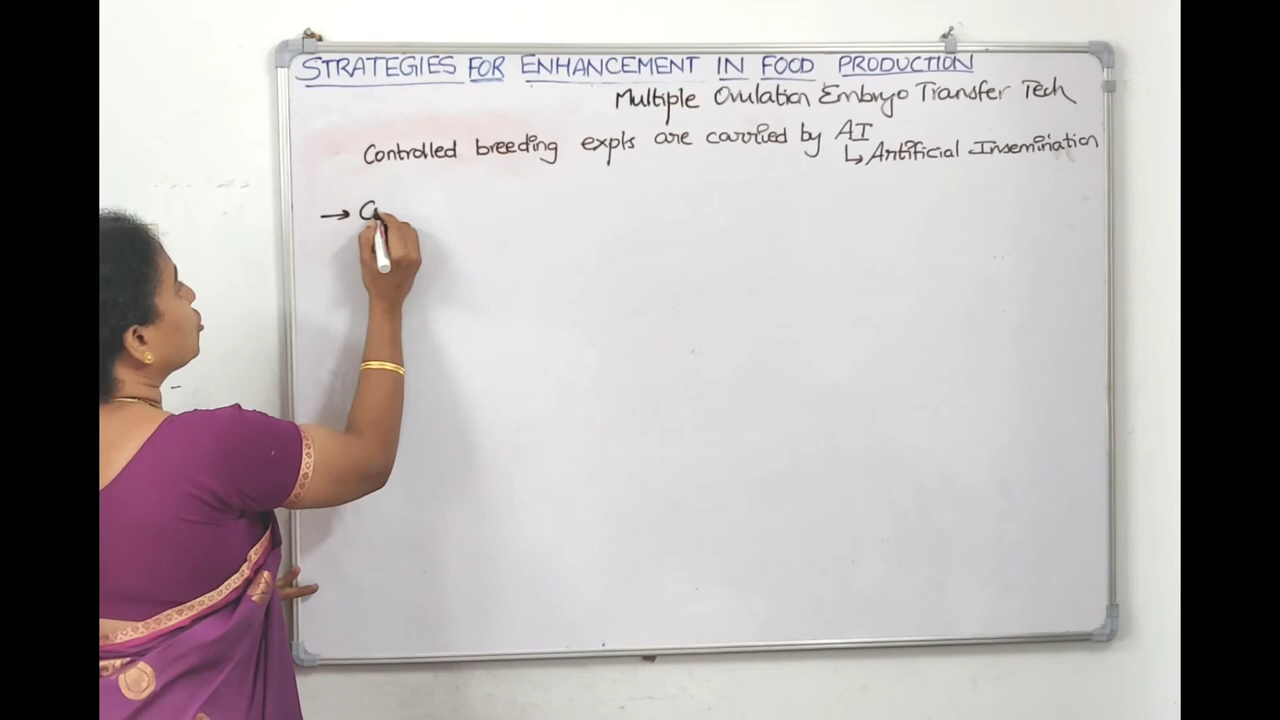 STRATEGIES FOR ENHANCEMENT IN FOOD PRODUCTION
Multiple Ovulation Embryo Transfer Tech
Controlled breeding expts are carried by AI
↳ Artificial Insemination
→ C